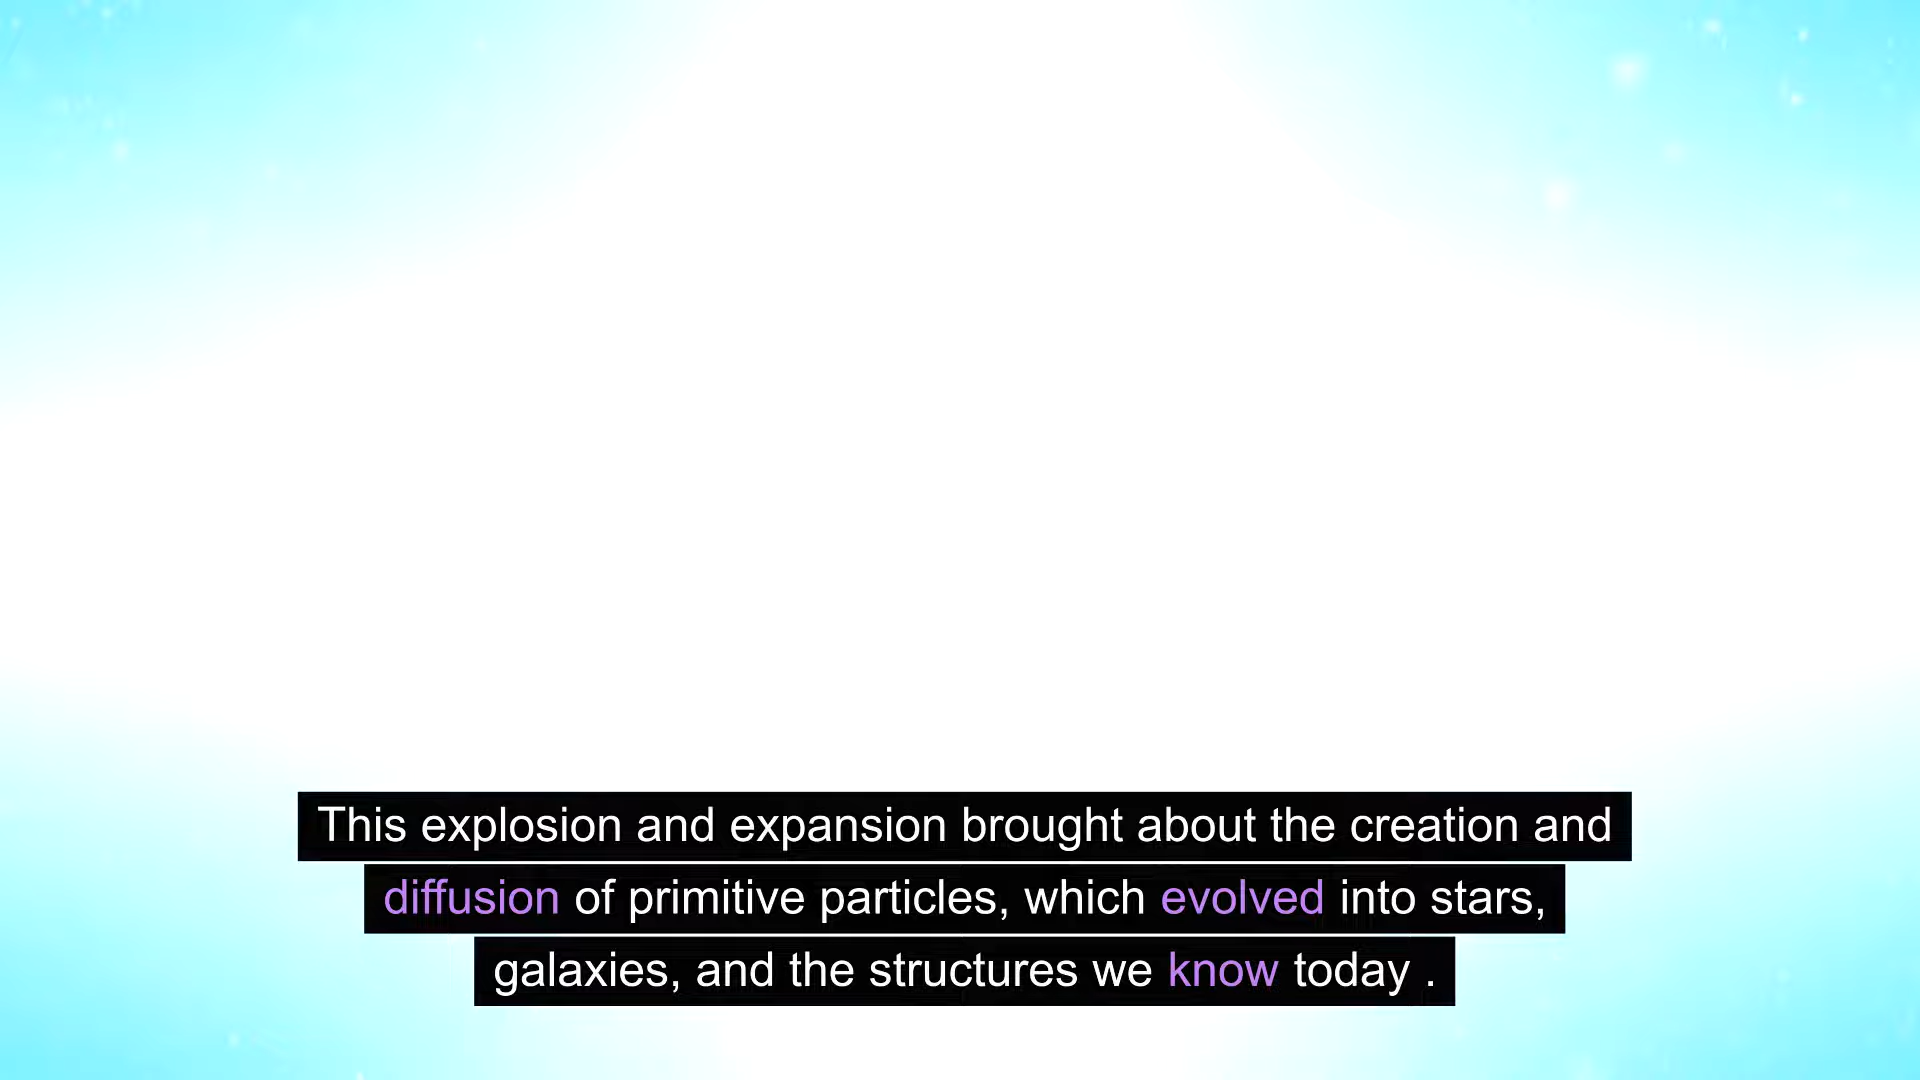 This explosion and expansion brought about the creation and
diffusion of primitive particles, which evolved into stars,
galaxies, and the structures we know today .